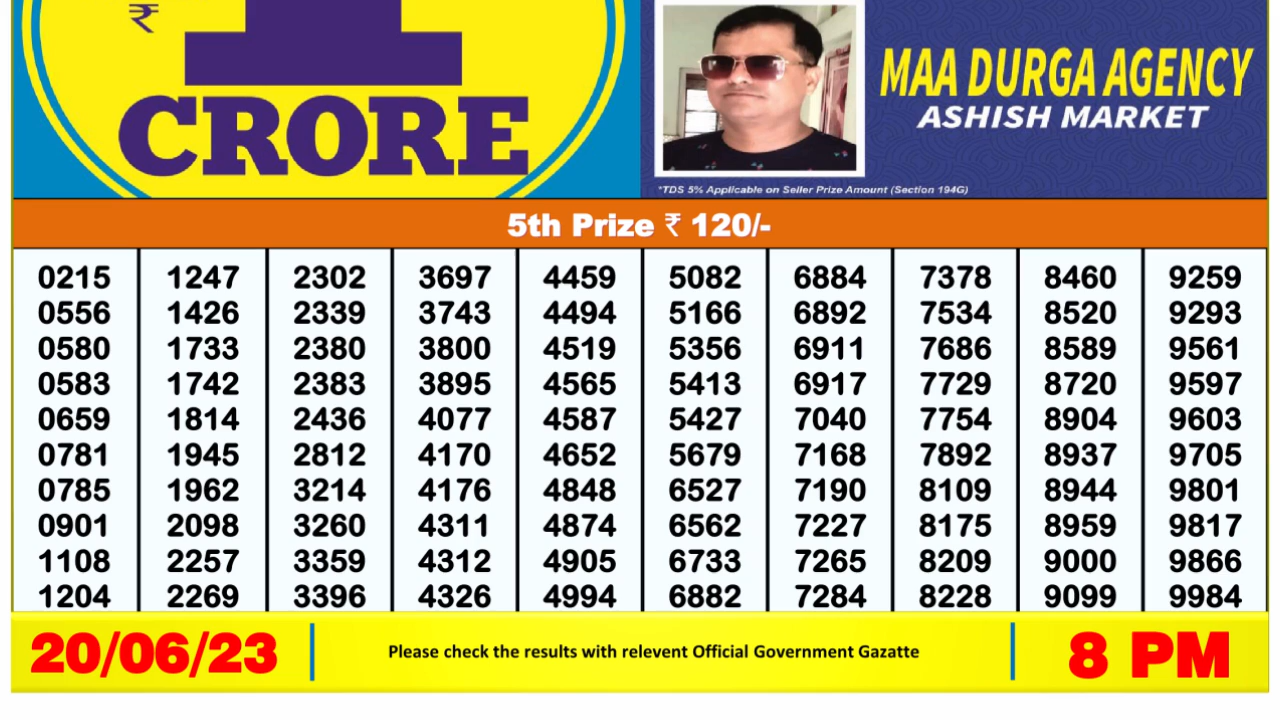 ₹
1
CRORE
MAA DURGA AGENCY
ASHISH MARKET
*TDS 5% Applicable on Seller Prize Amount (Section 194G)
5th Prize ₹ 120/-
0215 1247 2302 3697 4459 5082 6884 7378 8460 9259
0556 1426 2339 3743 4494 5166 6892 7534 8520 9293
0580 1733 2380 3800 4519 5356 6911 7686 8589 9561
0583 1742 2383 3895 4565 5413 6917 7729 8720 9597
0659 1814 2436 4077 4587 5427 7040 7754 8904 9603
0781 1945 2812 4170 4652 5679 7168 7892 8937 9705
0785 1962 3214 4176 4848 6527 7190 8109 8944 9801
0901 2098 3260 4311 4874 6562 7227 8175 8959 9817
1108 2257 3359 4312 4905 6733 7265 8209 9000 9866
1204 2269 3396 4326 4994 6882 7284 8228 9099 9984
20/06/23
Please check the results with relevent Official Government Gazatte
8 PM